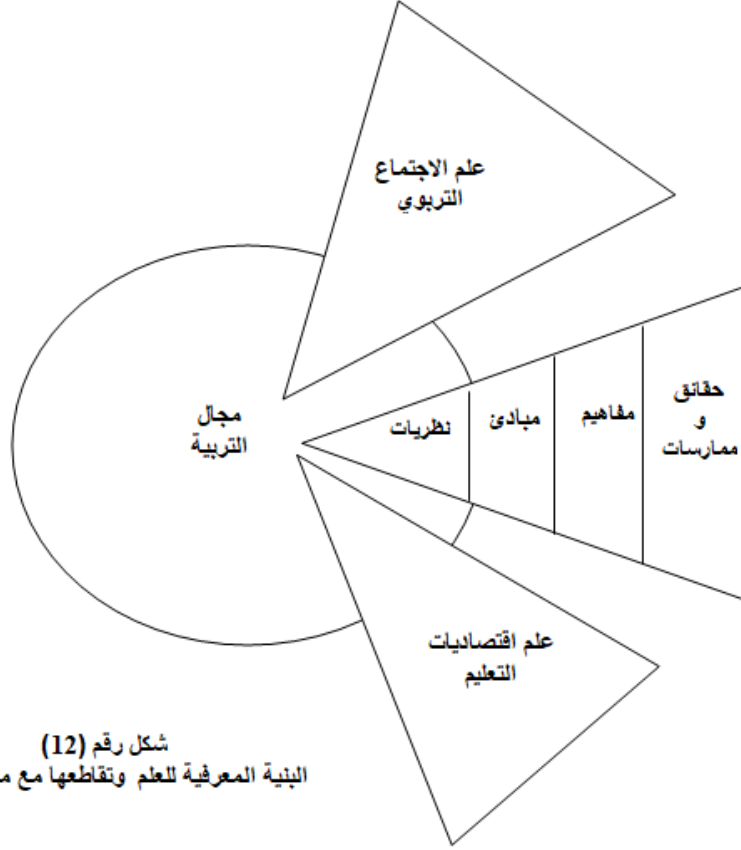 علم الاجتماع
التربوي
مجال
التربية
نظريات
مبادئ
مفاهيم
حقائق
و
ممارسات
علم اقتصاديات
التعليم
شكل رقم (12)
البنية المعرفية للعلم وتقاطعها مع